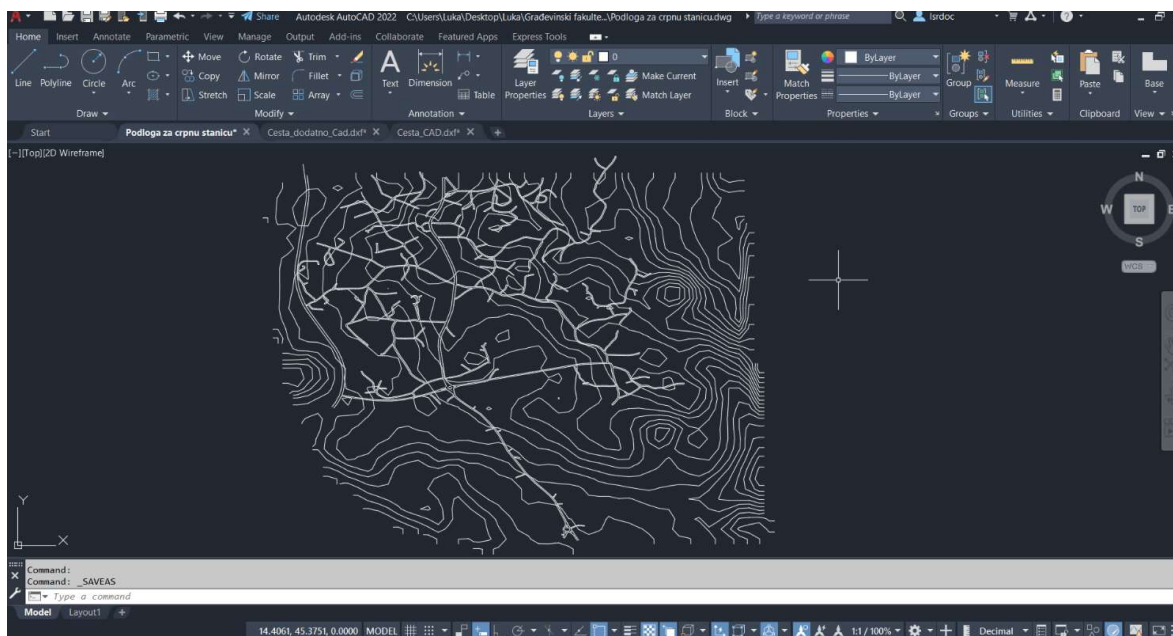 Share Autodesk AutoCAD 2022 C:\Users\Luka\Desktop\Luka\Građevinski fakulte...\Podloga za crpnu stanicu.dwg Type a keyword or phrase lsrdoc
Home Insert Annotate Parametric View Manage Output Add-ins Collaborate Featured Apps Express Tools
Move Rotate Trim 0 ByLayer
Line Polyline Circle Arc Copy Mirror Fillet Text Dimension Layer Properties Make Current Insert Match Properties ByLayer Group Measure Paste Base
Stretch Scale Array Table Match Layer ByLayer
Draw Modify Annotation Layers Block Properties Groups Utilities Clipboard View
Start Podloga za crpnu stanicu* Cesta_dodatno_Cad.dxf* Cesta_CAD.dxf*
[−][Top][2D Wireframe]
N
W TOP E
S
WCS
Y
X
Command:
Command: _SAVEAS
Type a command
Model Layout1 +
14.4061, 45.3751, 0.0000 MODEL 1:1 / 100% Decimal